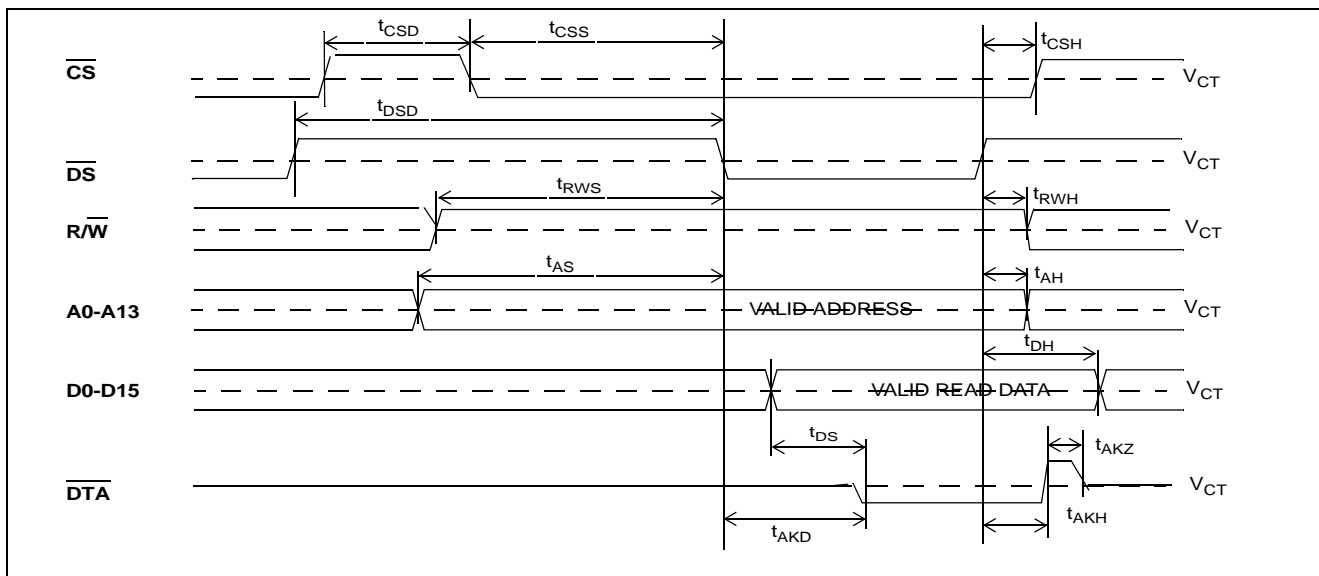 tCSD
tCSS
tCSH
CS
VCT
tDSD
DS
VCT
tRWS
tRWH
R/W
VCT
tAS
tAH
A0-A13
VALID ADDRESS
VCT
tDH
D0-D15
VALID READ DATA
VCT
tDS
tAKZ
DTA
VCT
tAKD
tAKH